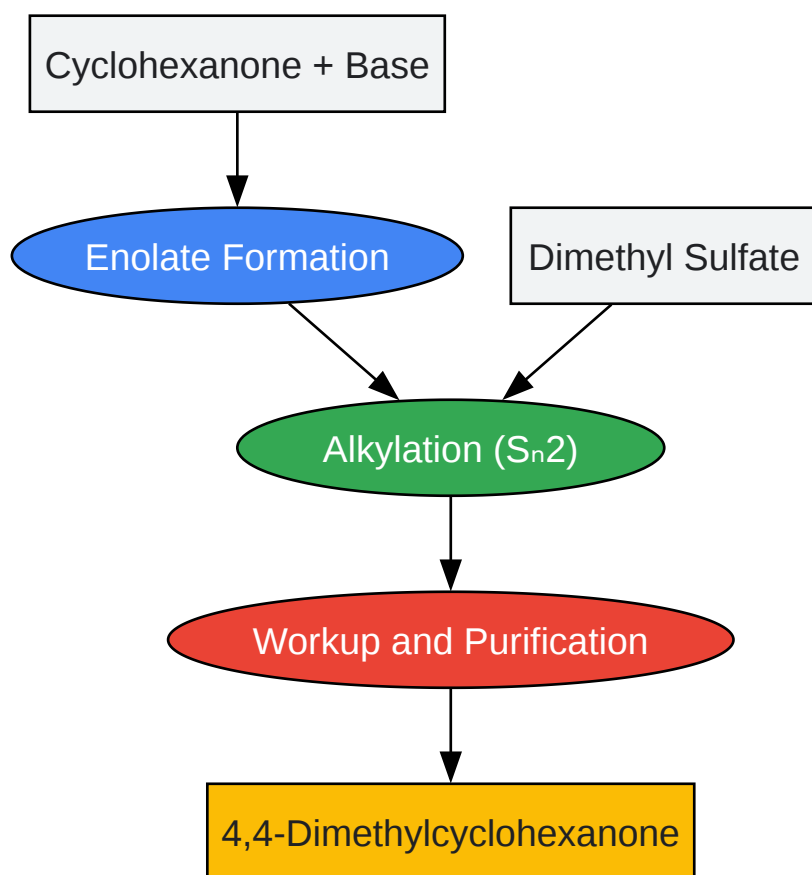 Cyclohexanone + Base
Enolate Formation
Dimethyl Sulfate
Alkylation (Sₙ2)
Workup and Purification
4,4-Dimethylcyclohexanone